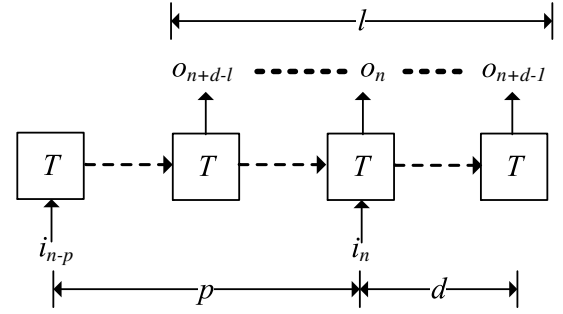 l
o_{n+d-l} o_n o_{n+d-1}
T T T T
i_{n-p} i_n
p d